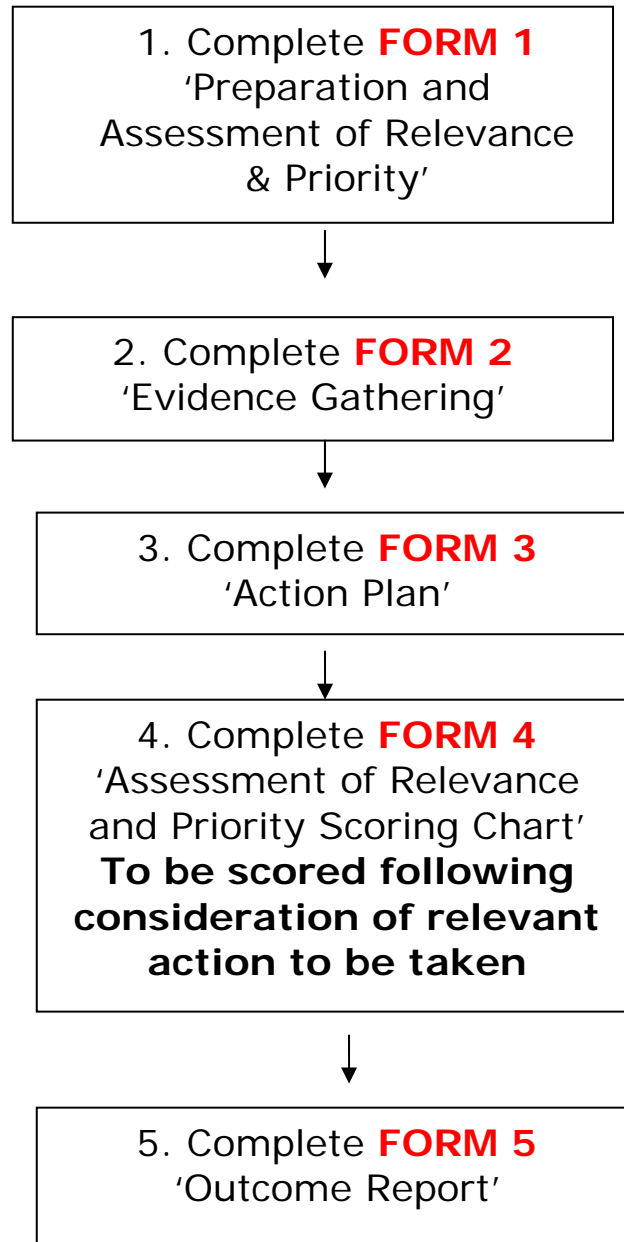 1. Complete FORM 1
‘Preparation and
Assessment of Relevance
& Priority’
2. Complete FORM 2
‘Evidence Gathering’
3. Complete FORM 3
‘Action Plan’
4. Complete FORM 4
‘Assessment of Relevance
and Priority Scoring Chart’
To be scored following
consideration of relevant
action to be taken
5. Complete FORM 5
‘Outcome Report’